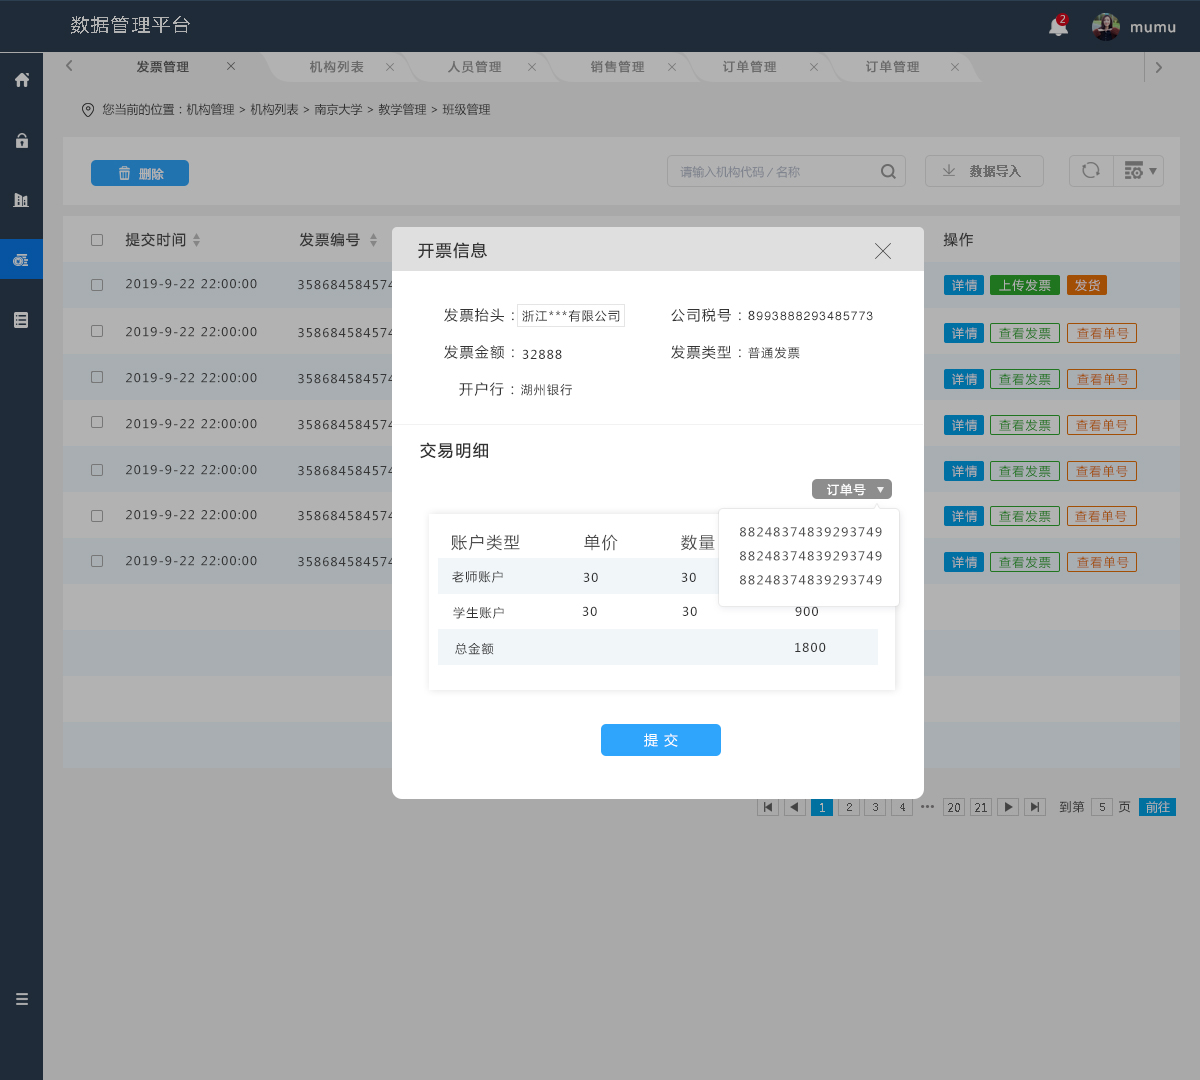 数据管理平台
2
mumu
发票管理
机构列表
人员管理
销售管理
订单管理
订单管理
您当前的位置：机构管理 > 机构列表 > 南京大学 > 教学管理 > 班级管理
删除
请输入机构代码 / 名称
数据导入
提交时间 发票编号 操作
2019-9-22 22:00:00 358684584574 详情 上传发票 发货
2019-9-22 22:00:00 358684584574 详情 查看发票 查看单号
2019-9-22 22:00:00 358684584574 详情 查看发票 查看单号
2019-9-22 22:00:00 358684584574 详情 查看发票 查看单号
2019-9-22 22:00:00 358684584574 详情 查看发票 查看单号
2019-9-22 22:00:00 358684584574 详情 查看发票 查看单号
2019-9-22 22:00:00 358684584574 详情 查看发票 查看单号
开票信息
发票抬头：浙江***有限公司 公司税号：8993888293485773
发票金额：32888 发票类型：普通发票
开户行：湖州银行
交易明细
订单号
88248374839293749
88248374839293749
88248374839293749
账户类型 单价 数量
老师账户 30 30
学生账户 30 30 900
总金额 1800
提 交
1 2 3 4 ••• 20 21 到第 5 页 前往